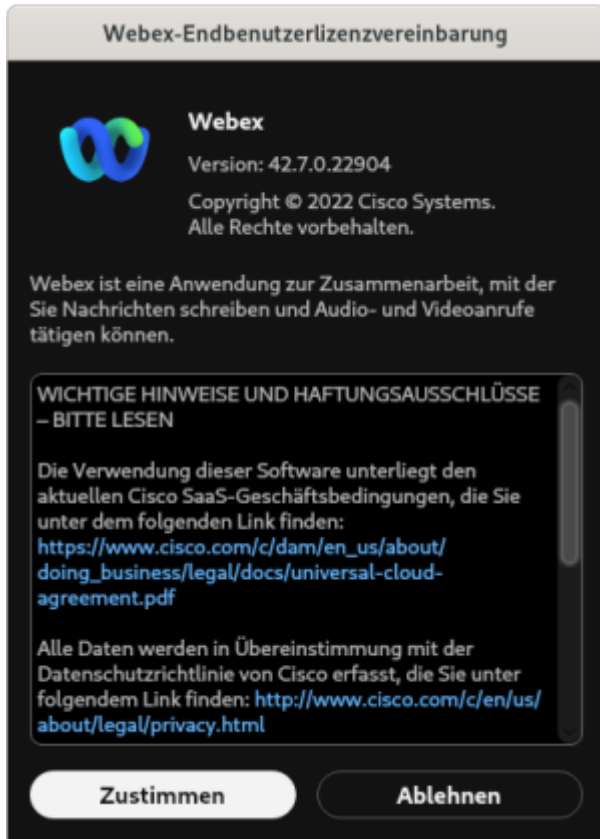 Webex-Endbenutzerlizenzvereinbarung
Webex
Version: 42.7.0.22904
Copyright © 2022 Cisco Systems.
Alle Rechte vorbehalten.
Webex ist eine Anwendung zur Zusammenarbeit, mit der
Sie Nachrichten schreiben und Audio- und Videoanrufe
tätigen können.
WICHTIGE HINWEISE UND HAFTUNGSAUSSCHLÜSSE
– BITTE LESEN
Die Verwendung dieser Software unterliegt den
aktuellen Cisco SaaS-Geschäftsbedingungen, die Sie
unter dem folgenden Link finden:
https://www.cisco.com/c/dam/en_us/about/
doing_business/legal/docs/universal-cloud-
agreement.pdf
Alle Daten werden in Übereinstimmung mit der
Datenschutzrichtlinie von Cisco erfasst, die Sie unter
folgendem Link finden: http://www.cisco.com/c/en/us/
about/legal/privacy.html
Zustimmen
Ablehnen